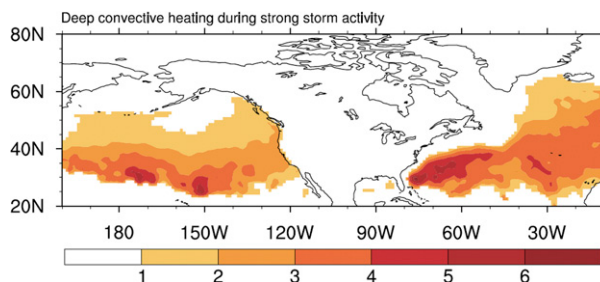 Deep convective heating during strong storm activity
80N
60N
40N
20N
180 150W 120W 90W 60W 30W
1 2 3 4 5 6